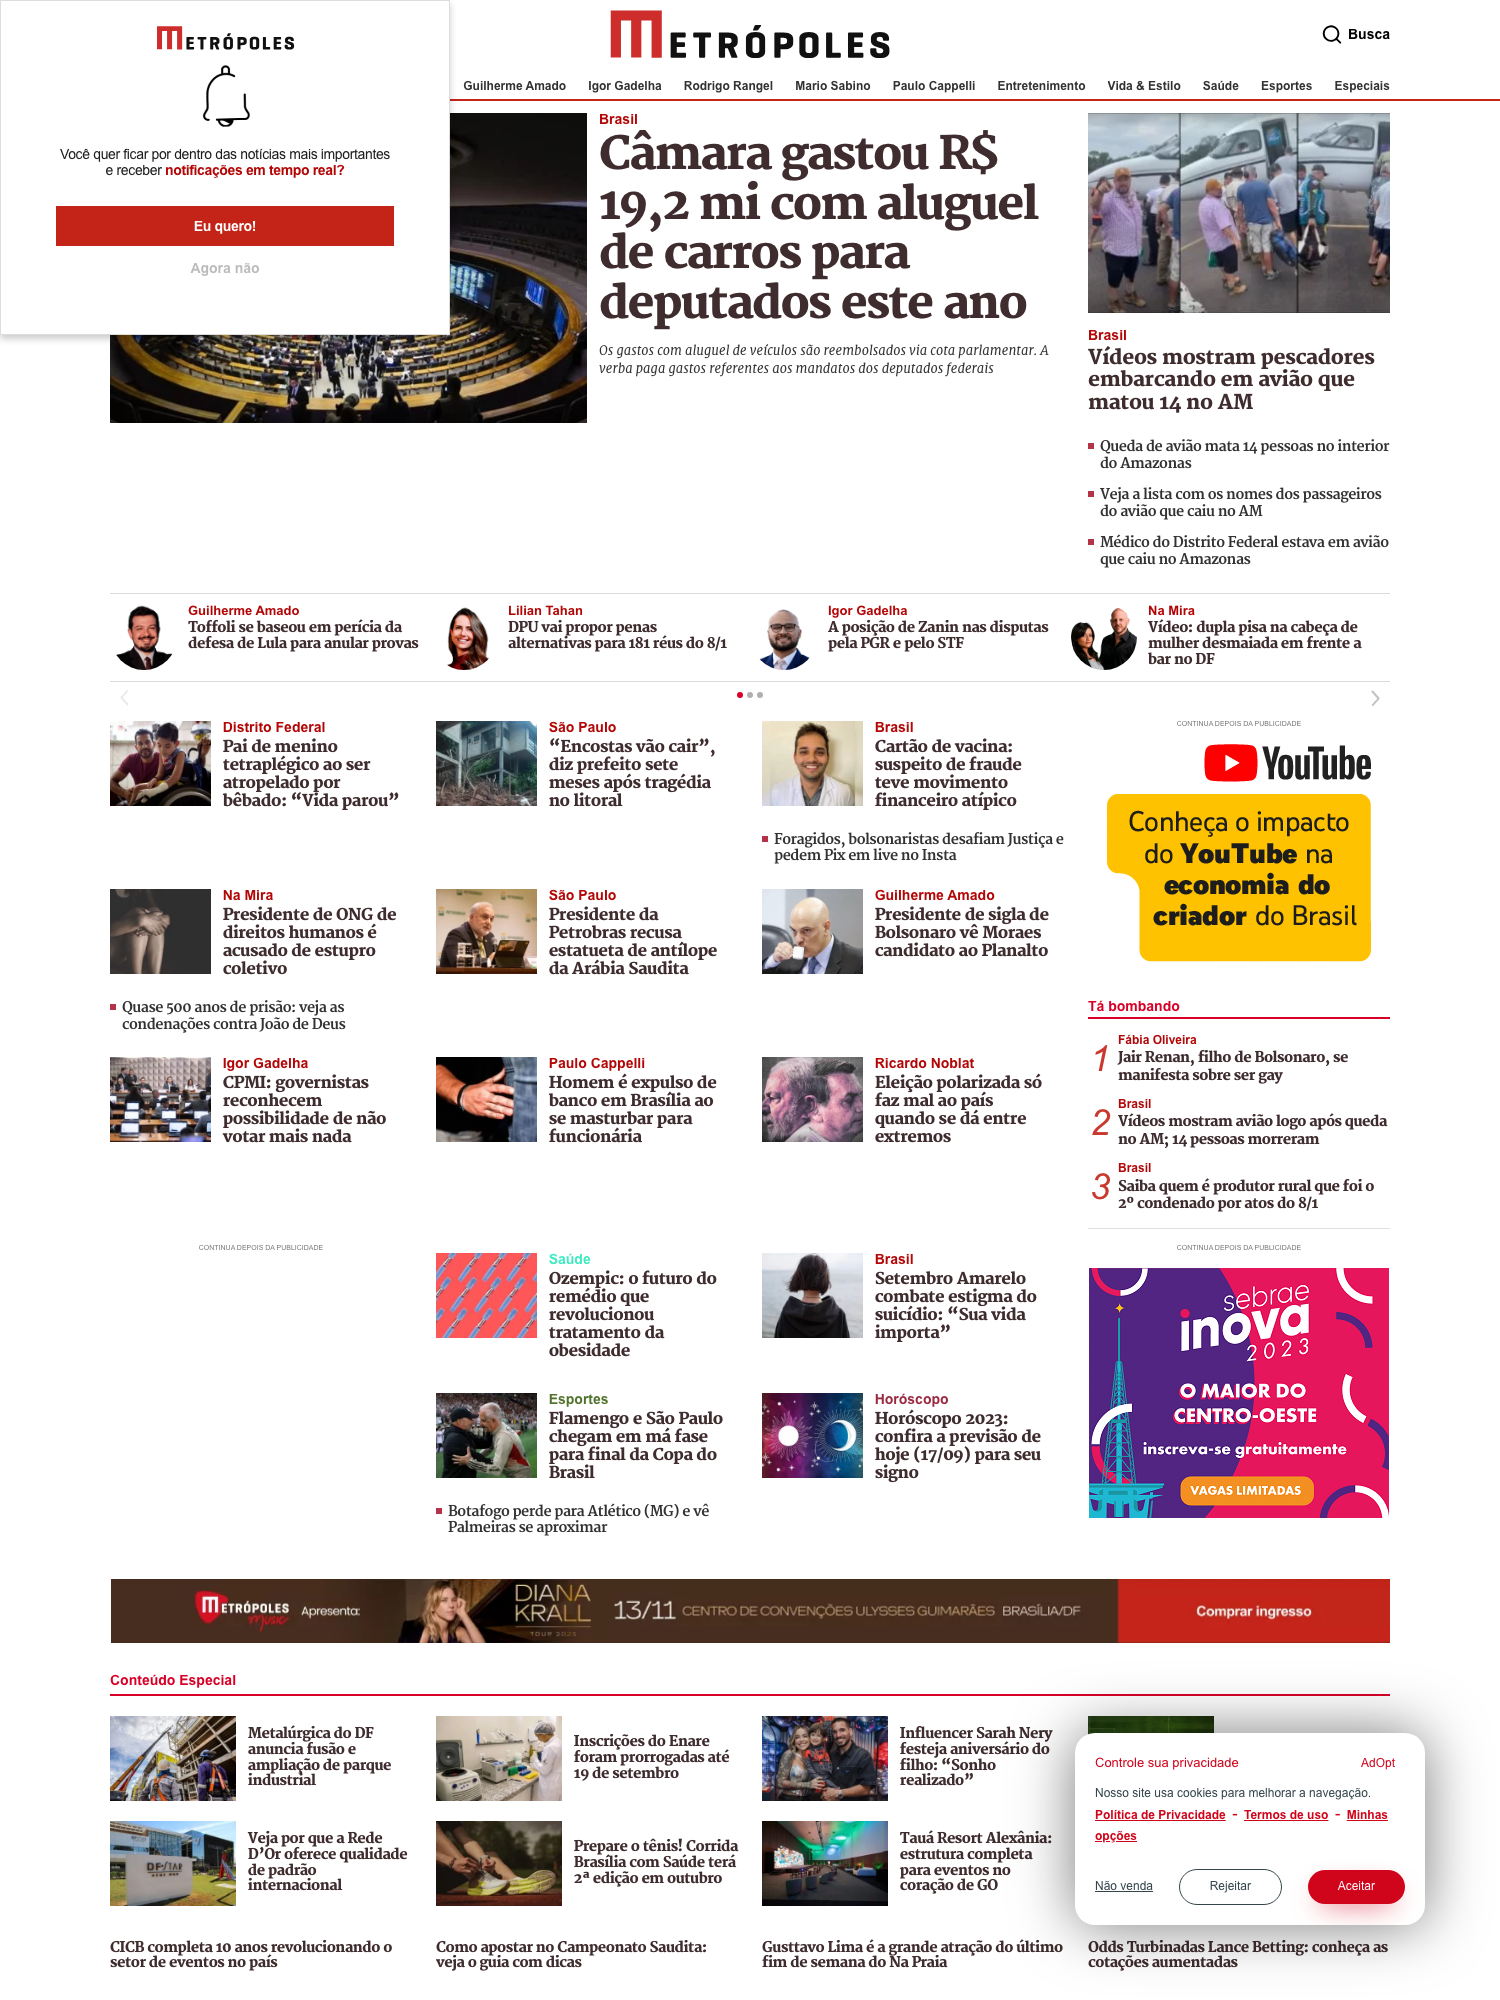 METRÓPOLES
Você quer ficar por dentro das notícias mais importantes
e receber notificações em tempo real?
Eu quero!
Agora não
METRÓPOLES
Busca
Guilherme Amado
Igor Gadelha
Rodrigo Rangel
Mario Sabino
Paulo Cappelli
Entretenimento
Vida & Estilo
Saúde
Esportes
Especiais
Brasil
Câmara gastou R$
19,2 mi com aluguel
de carros para
deputados este ano
Os gastos com aluguel de veículos são reembolsados via cota parlamentar. A
verba paga gastos referentes aos mandatos dos deputados federais
Brasil
Vídeos mostram pescadores
embarcando em avião que
matou 14 no AM
Queda de avião mata 14 pessoas no interior
do Amazonas
Veja a lista com os nomes dos passageiros
do avião que caiu no AM
Médico do Distrito Federal estava em avião
que caiu no Amazonas
Guilherme Amado
Toffoli se baseou em perícia da
defesa de Lula para anular provas
Lilian Tahan
DPU vai propor penas
alternativas para 181 réus do 8/1
Igor Gadelha
A posição de Zanin nas disputas
pela PGR e pelo STF
Na Mira
Vídeo: dupla pisa na cabeça de
mulher desmaiada em frente a
bar no DF
Distrito Federal
Pai de menino
tetraplégico ao ser
atropelado por
bêbado: “Vida parou”
São Paulo
“Encostas vão cair”,
diz prefeito sete
meses após tragédia
no litoral
Brasil
Cartão de vacina:
suspeito de fraude
teve movimento
financeiro atípico
Foragidos, bolsonaristas desafiam Justiça e
pedem Pix em live no Insta
CONTINUA DEPOIS DA PUBLICIDADE
YouTube
Conheça o impacto
do YouTube na
economia do
criador do Brasil
Na Mira
Presidente de ONG de
direitos humanos é
acusado de estupro
coletivo
Quase 500 anos de prisão: veja as
condenações contra João de Deus
São Paulo
Presidente da
Petrobras recusa
estatueta de antílope
da Arábia Saudita
Guilherme Amado
Presidente de sigla de
Bolsonaro vê Moraes
candidato ao Planalto
Tá bombando
1
Fábia Oliveira
Jair Renan, filho de Bolsonaro, se
manifesta sobre ser gay
2
Brasil
Vídeos mostram avião logo após queda
no AM; 14 pessoas morreram
3
Brasil
Saiba quem é produtor rural que foi o
2º condenado por atos do 8/1
Igor Gadelha
CPMI: governistas
reconhecem
possibilidade de não
votar mais nada
Paulo Cappelli
Homem é expulso de
banco em Brasília ao
se masturbar para
funcionária
Ricardo Noblat
Eleição polarizada só
faz mal ao país
quando se dá entre
extremos
CONTINUA DEPOIS DA PUBLICIDADE
Saúde
Ozempic: o futuro do
remédio que
revolucionou
tratamento da
obesidade
Brasil
Setembro Amarelo
combate estigma do
suicídio: “Sua vida
importa”
CONTINUA DEPOIS DA PUBLICIDADE
sebrae
inova
2023
O MAIOR DO
CENTRO-OESTE
inscreva-se gratuitamente
VAGAS LIMITADAS
Esportes
Flamengo e São Paulo
chegam em má fase
para final da Copa do
Brasil
Botafogo perde para Atlético (MG) e vê
Palmeiras se aproximar
Horóscopo
Horóscopo 2023:
confira a previsão de
hoje (17/09) para seu
signo
METRÓPOLES
music
Apresenta:
DIANA
KRALL
TOUR 2023
13/11 CENTRO DE CONVENÇÕES ULYSSES GUIMARÃES BRASÍLIA/DF
Comprar ingresso
Conteúdo Especial
Metalúrgica do DF
anuncia fusão e
ampliação de parque
industrial
Inscrições do Enare
foram prorrogadas até
19 de setembro
Influencer Sarah Nery
festeja aniversário do
filho: “Sonho
realizado”
Veja por que a Rede
D’Or oferece qualidade
de padrão
internacional
Prepare o tênis! Corrida
Brasília com Saúde terá
2ª edição em outubro
Tauá Resort Alexânia:
estrutura completa
para eventos no
coração de GO
Controle sua privacidade
AdOpt
Nosso site usa cookies para melhorar a navegação.
Política de Privacidade - Termos de uso - Minhas
opções
Não venda
Rejeitar
Aceitar
CICB completa 10 anos revolucionando o
setor de eventos no país
Como apostar no Campeonato Saudita:
veja o guia com dicas
Gusttavo Lima é a grande atração do último
fim de semana do Na Praia
Odds Turbinadas Lance Betting: conheça as
cotações aumentadas